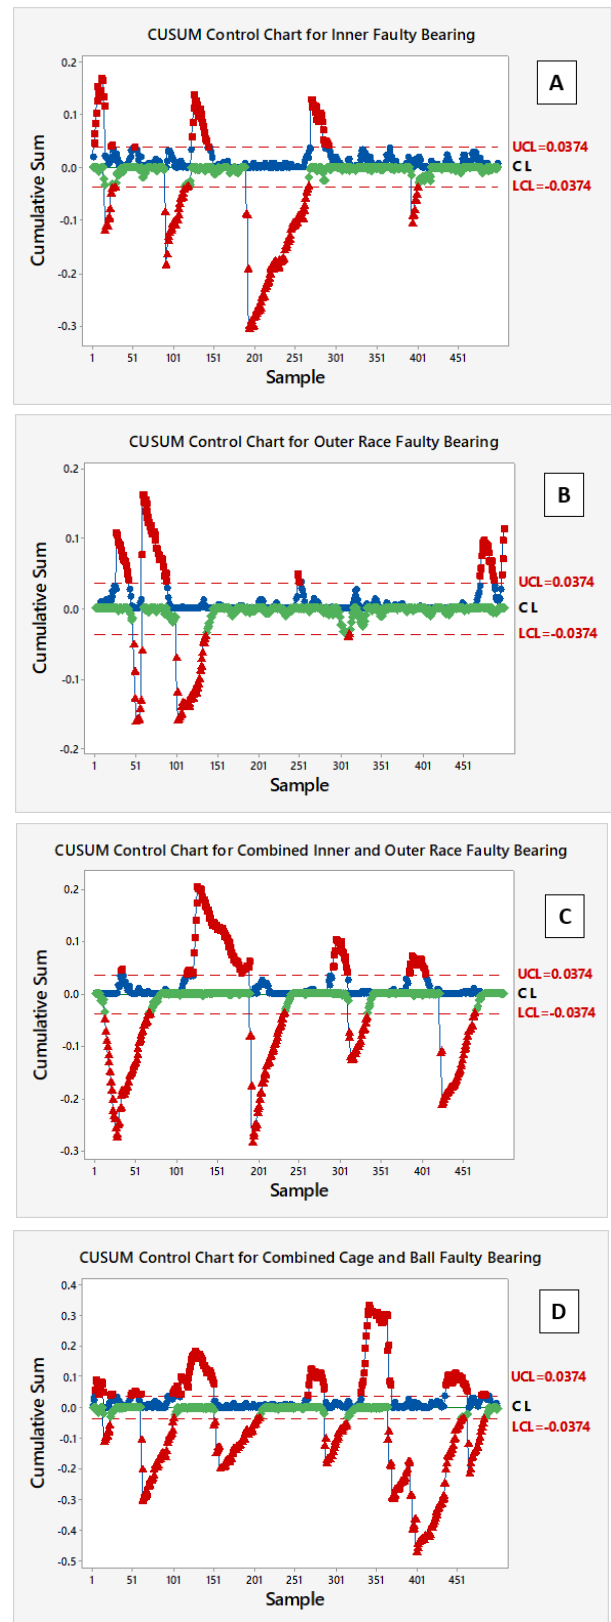 CUSUM Control Chart for Inner Faulty Bearing
A
0.2
0.1
0.0
-0.1
-0.2
-0.3
Cumulative Sum
UCL=0.0374
CL
LCL=-0.0374
1 51 101 151 201 251 301 351 401 451
Sample
CUSUM Control Chart for Outer Race Faulty Bearing
B
0.2
0.1
0.0
-0.1
-0.2
Cumulative Sum
UCL=0.0374
CL
LCL=-0.0374
1 51 101 151 201 251 301 351 401 451
Sample
CUSUM Control Chart for Combined Inner and Outer Race Faulty Bearing
C
0.2
0.1
0.0
-0.1
-0.2
-0.3
Cumulative Sum
UCL=0.0374
CL
LCL=-0.0374
1 51 101 151 201 251 301 351 401 451
Sample
CUSUM Control Chart for Combined Cage and Ball Faulty Bearing
D
0.4
0.3
0.2
0.1
0.0
-0.1
-0.2
-0.3
-0.4
-0.5
Cumulative Sum
UCL=0.0374
CL
LCL=-0.0374
1 51 101 151 201 251 301 351 401 451
Sample